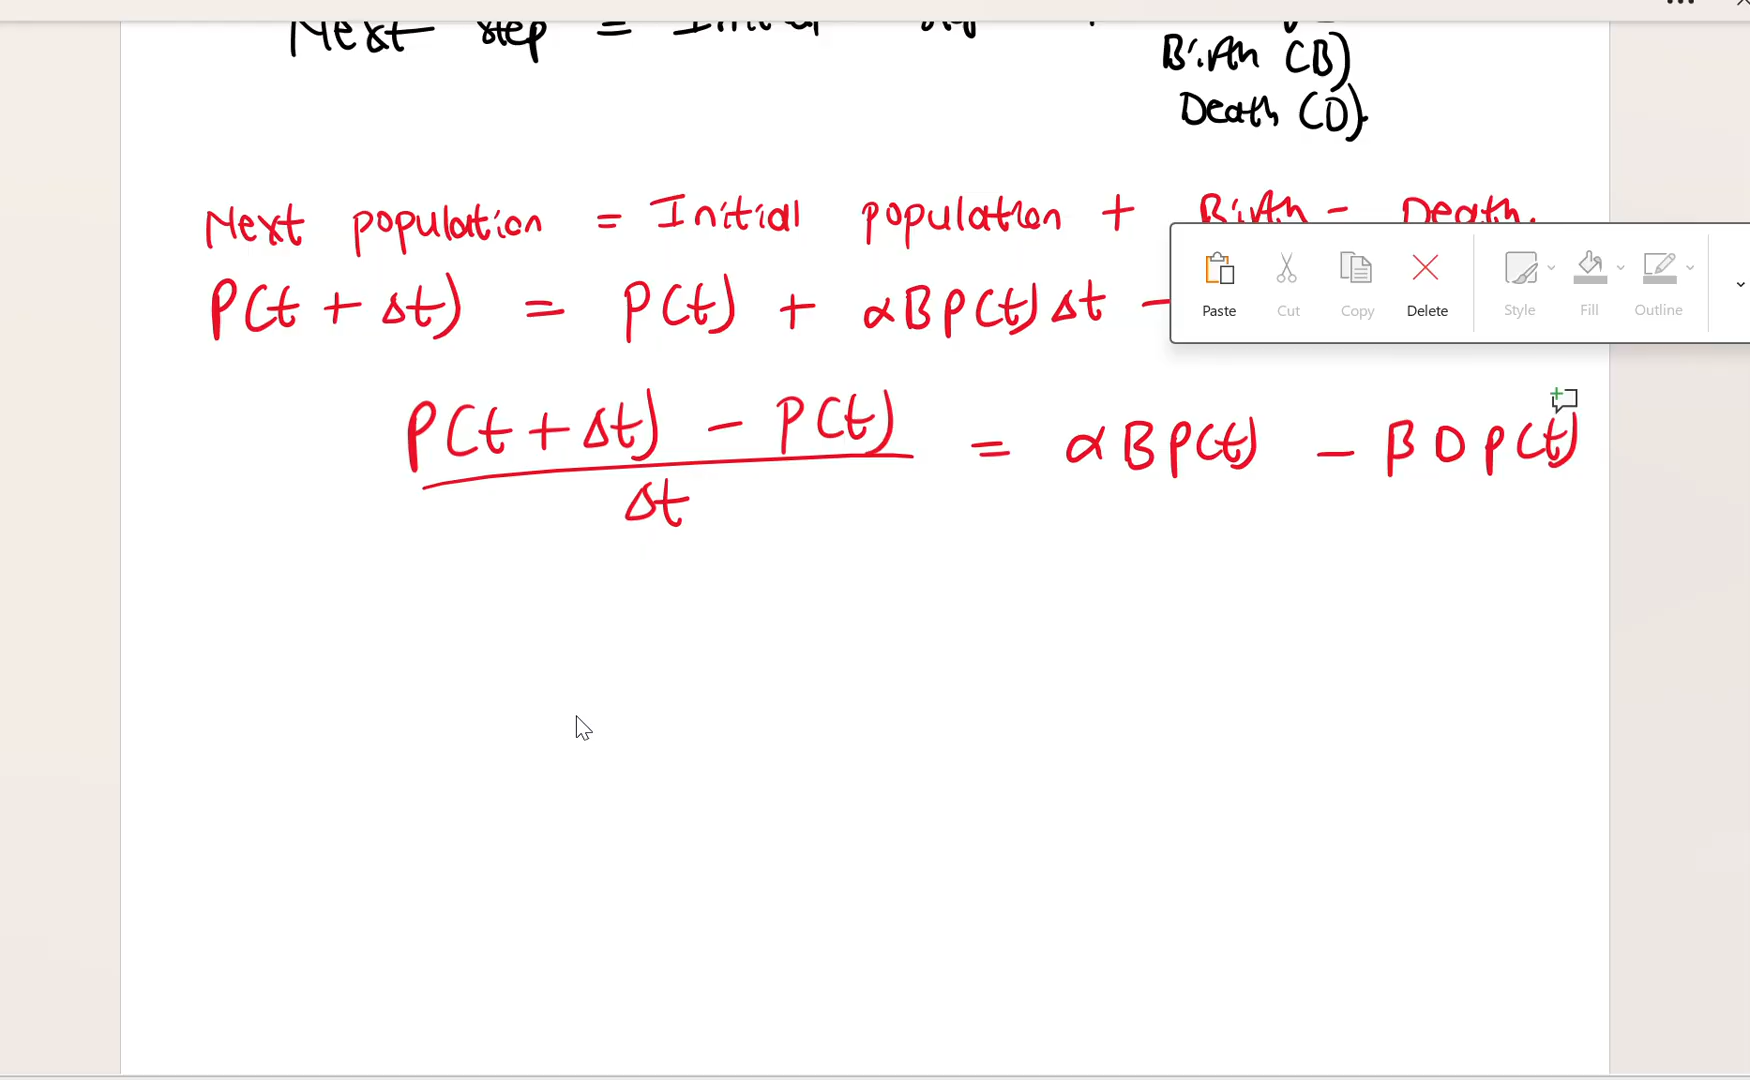 Next step = Initial step
Birth (B)
Death (D).
Next population = Initial population + Birth - Death.
P(t + Δt) = P(t) + αBP(t)Δt -
Paste Cut Copy Delete Style Fill Outline
P(t + Δt) - P(t)
Δt
= αBP(t) - βDP(t)